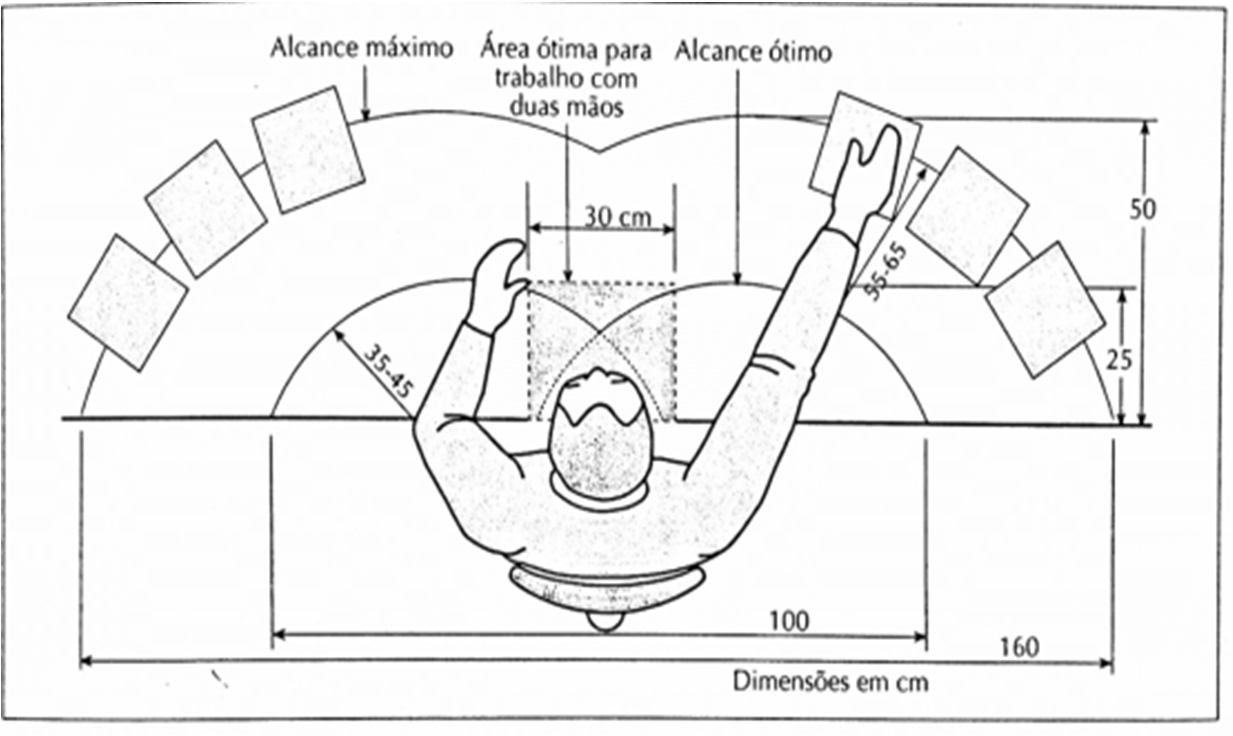 Alcance máximo
Área ótima para
trabalho com
duas mãos
Alcance ótimo
30 cm
50
55-65
35-45
25
100
160
Dimensões em cm